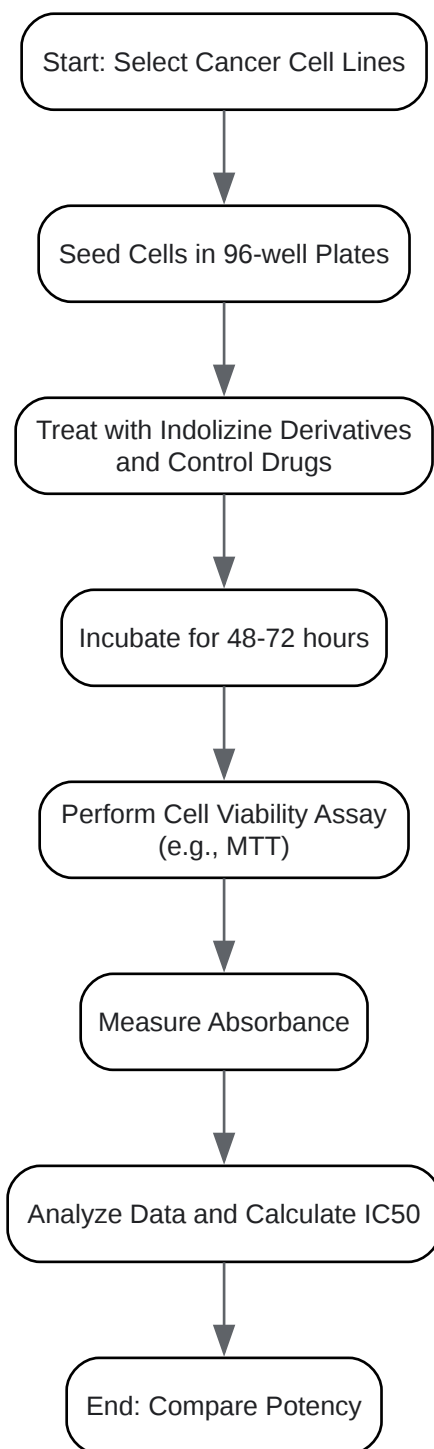 Start: Select Cancer Cell Lines
Seed Cells in 96-well Plates
Treat with Indolizine Derivatives
and Control Drugs
Incubate for 48-72 hours
Perform Cell Viability Assay
(e.g., MTT)
Measure Absorbance
Analyze Data and Calculate IC50
End: Compare Potency